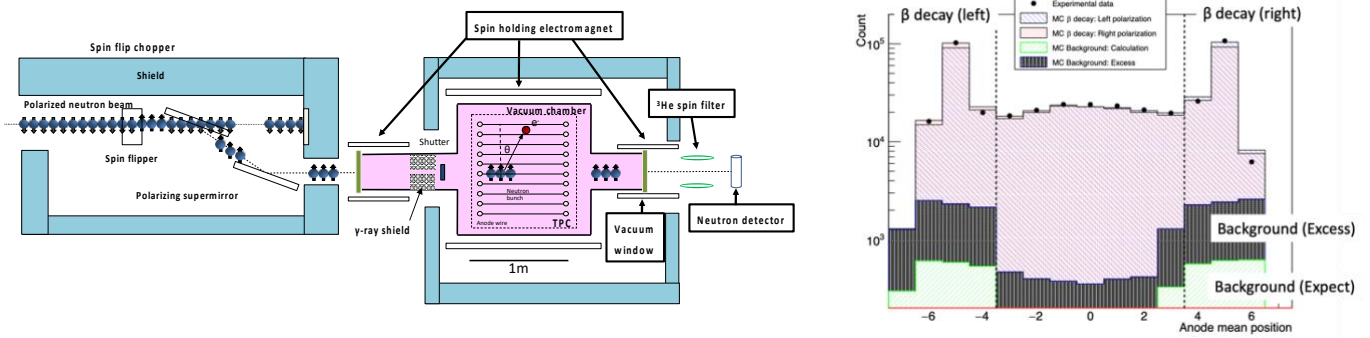 Spin flip chopper
Shield
Polarized neutron beam
Spin flipper
Polarizing supermirror
Spin holding electromagnet
Vacuum chamber
e⁻
θ
Shutter
Neutron
bunch
Anode wire
TPC
γ-ray shield
1m
³He spin filter
Vacuum
window
Neutron detector
β decay (left)
β decay (right)
Experimental data
MC β decay: Left polarization
MC β decay: Right polarization
MC Background: Calculation
MC Background: Excess
Count
10⁵
10⁴
10³
Background (Excess)
Background (Expect)
−6 −4 −2 0 2 4 6
Anode mean position